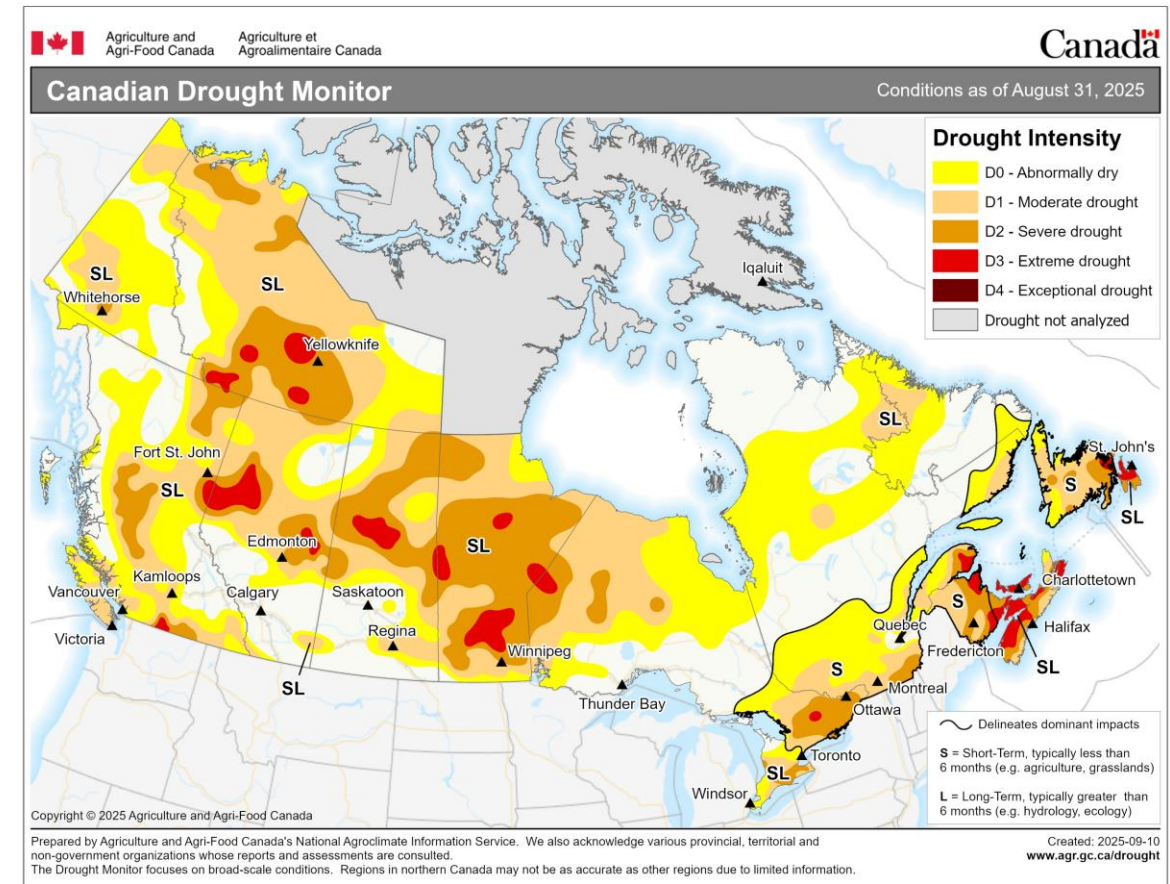 Agriculture and
Agri-Food Canada
Agriculture et
Agroalimentaire Canada
Canada
Canadian Drought Monitor
Conditions as of August 31, 2025
Drought Intensity
D0 - Abnormally dry
D1 - Moderate drought
D2 - Severe drought
D3 - Extreme drought
D4 - Exceptional drought
Drought not analyzed
Iqaluit
SL
Whitehorse
SL
Yellowknife
SL
Fort St. John
SL
St. John's
S
SL
Edmonton
SL
Vancouver
Kamloops
Calgary
Saskatoon
Charlottetown
Victoria
Regina
Winnipeg
S
Quebec
Halifax
Fredericton
SL
SL
S
Montreal
Thunder Bay
Ottawa
Toronto
SL
Windsor
Delineates dominant impacts
S = Short-Term, typically less than
6 months (e.g. agriculture, grasslands)
L = Long-Term, typically greater than
6 months (e.g. hydrology, ecology)
Copyright © 2025 Agriculture and Agri-Food Canada
Prepared by Agriculture and Agri-Food Canada's National Agroclimate Information Service. We also acknowledge various provincial, territorial and
non-government organizations whose reports and assessments are consulted.
The Drought Monitor focuses on broad-scale conditions. Regions in northern Canada may not be as accurate as other regions due to limited information.
Created: 2025-09-10
www.agr.gc.ca/drought